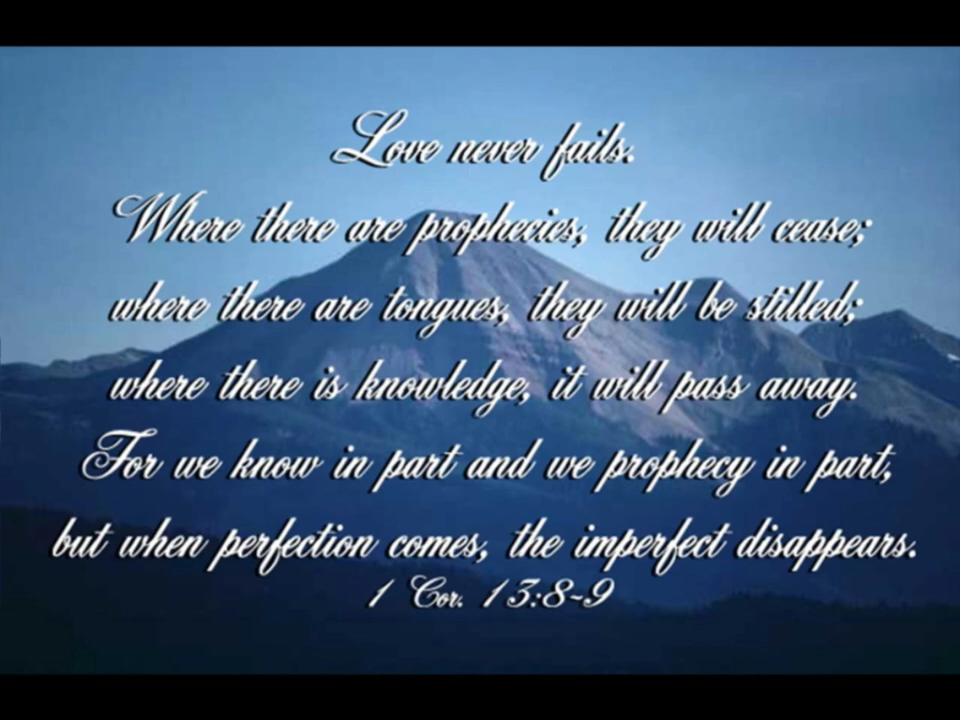 Love never fails.
Where there are prophecies, they will cease;
where there are tongues, they will be stilled;
where there is knowledge, it will pass away.
For we know in part and we prophecy in part,
but when perfection comes, the imperfect disappears.
1 Cor. 13:8-9